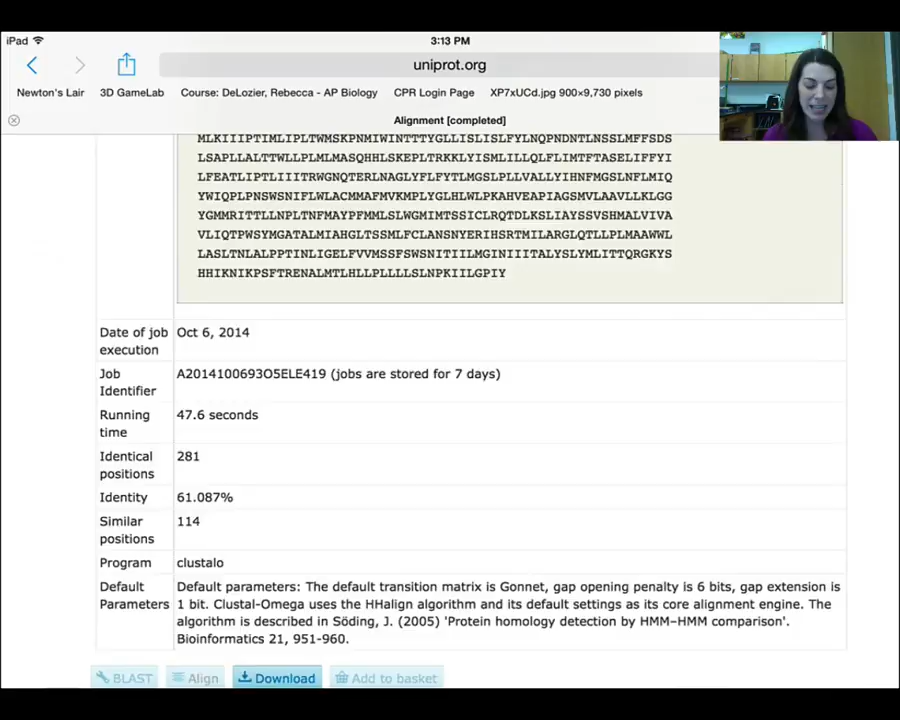 iPad 3:13 PM
uniprot.org
Newton's Lair 3D GameLab Course: DeLozier, Rebecca - AP Biology CPR Login Page XP7xUCd.jpg 900×9,730 pixels
Alignment [completed]
MLKIIIPTIMLIPLTWMSKPNMIWINTTTYGLLISLISLFYLNQPNDNTLNSSLMFFSDS
LSAPLLALTTWLLPLMLMASQHHLSKEPLTRKKLYISMLILLQLFLIMTFTASELIFFYI
LFEATLIPTLIIITRWGNQTERLNAGLYFLFYTLMGSLPLLVALLYIHNFMGSLNFLMIQ
YWIQPLPNSWSNIFLWLACMMAFMVKMPLYGLHLWLPKAHVEAPIAGSMVLAAVLLKLGG
YGMMRITTLLNPLTNFMAYPFMMLSLWGMIMTSSICLRQTDLKSLIAYSSVSHMALVIVA
VLIQTPWSYMGATALMIAHGLTSSMLFCLANSNYERIHSRTMILARGLQTLLPLMAAWWL
LASLTNLALPPTINLIGELFVVMSSFSWSNITIILMGINIIITALYSLYMLITTQRGKYS
HHIKNIKPSFTRENALMTLHLLPLLLLSLNPKIILGPIY
Date of job execution Oct 6, 2014
Job Identifier A2014100693O5ELE419 (jobs are stored for 7 days)
Running time 47.6 seconds
Identical positions 281
Identity 61.087%
Similar positions 114
Program clustalo
Default Parameters Default parameters: The default transition matrix is Gonnet, gap opening penalty is 6 bits, gap extension is
1 bit. Clustal-Omega uses the HHalign algorithm and its default settings as its core alignment engine. The
algorithm is described in Söding, J. (2005) 'Protein homology detection by HMM–HMM comparison'.
Bioinformatics 21, 951-960.
BLAST Align Download Add to basket